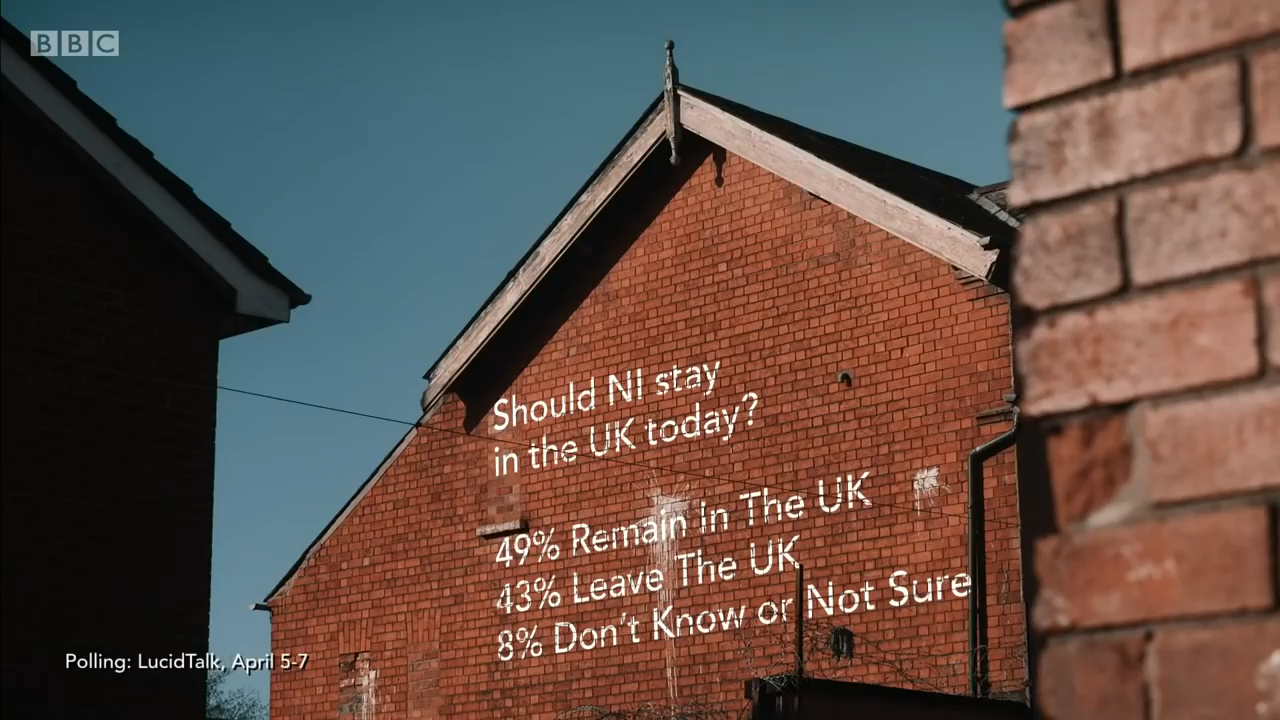 BBC
Should NI stay
in the UK today?
49% Remain In The UK
43% Leave The UK
8% Don't Know or Not Sure
Polling: LucidTalk, April 5-7